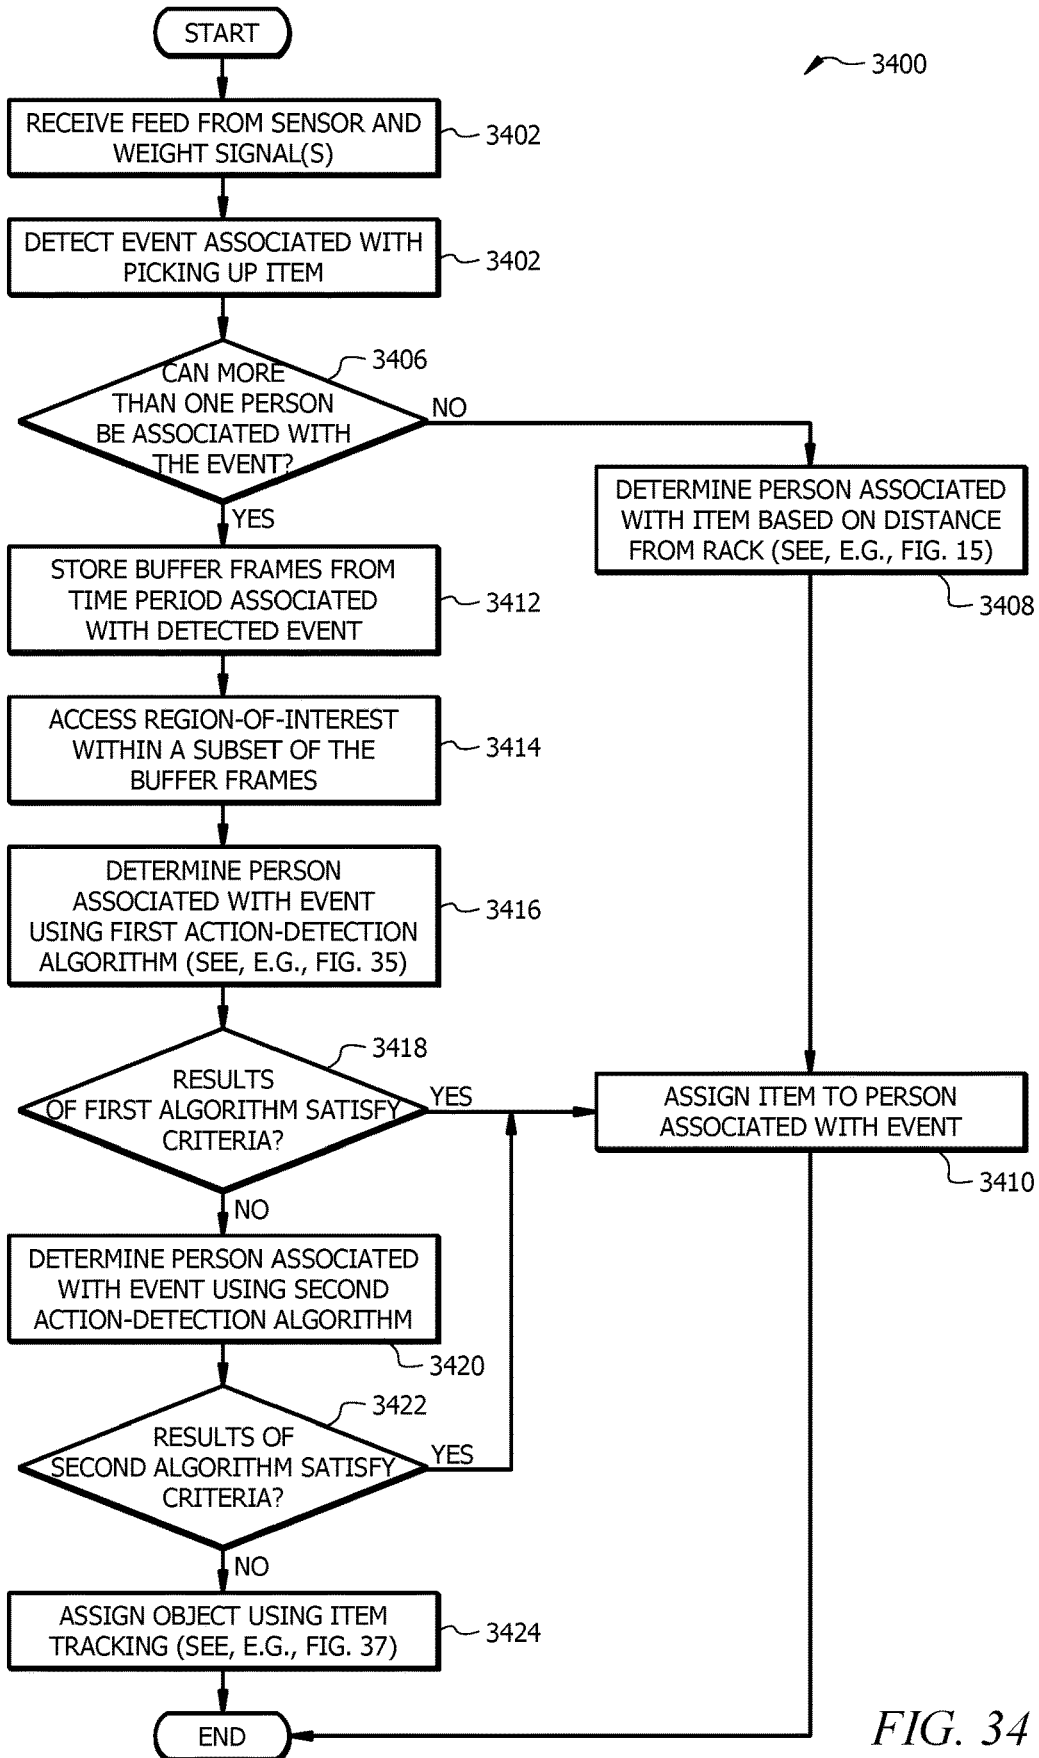 START
3400
RECEIVE FEED FROM SENSOR AND
WEIGHT SIGNAL(S)
3402
DETECT EVENT ASSOCIATED WITH
PICKING UP ITEM
3402
3406
CAN MORE
THAN ONE PERSON
BE ASSOCIATED WITH
THE EVENT?
NO
YES
DETERMINE PERSON ASSOCIATED
WITH ITEM BASED ON DISTANCE
FROM RACK (SEE, E.G., FIG. 15)
3408
STORE BUFFER FRAMES FROM
TIME PERIOD ASSOCIATED
WITH DETECTED EVENT
3412
ACCESS REGION-OF-INTEREST
WITHIN A SUBSET OF THE
BUFFER FRAMES
3414
DETERMINE PERSON
ASSOCIATED WITH EVENT
USING FIRST ACTION-DETECTION
ALGORITHM (SEE, E.G., FIG. 35)
3416
3418
RESULTS
OF FIRST ALGORITHM SATISFY
CRITERIA?
YES
NO
ASSIGN ITEM TO PERSON
ASSOCIATED WITH EVENT
3410
DETERMINE PERSON ASSOCIATED
WITH EVENT USING SECOND
ACTION-DETECTION ALGORITHM
3420
3422
RESULTS OF
SECOND ALGORITHM SATISFY
CRITERIA?
YES
NO
ASSIGN OBJECT USING ITEM
TRACKING (SEE, E.G., FIG. 37)
3424
END
FIG. 34